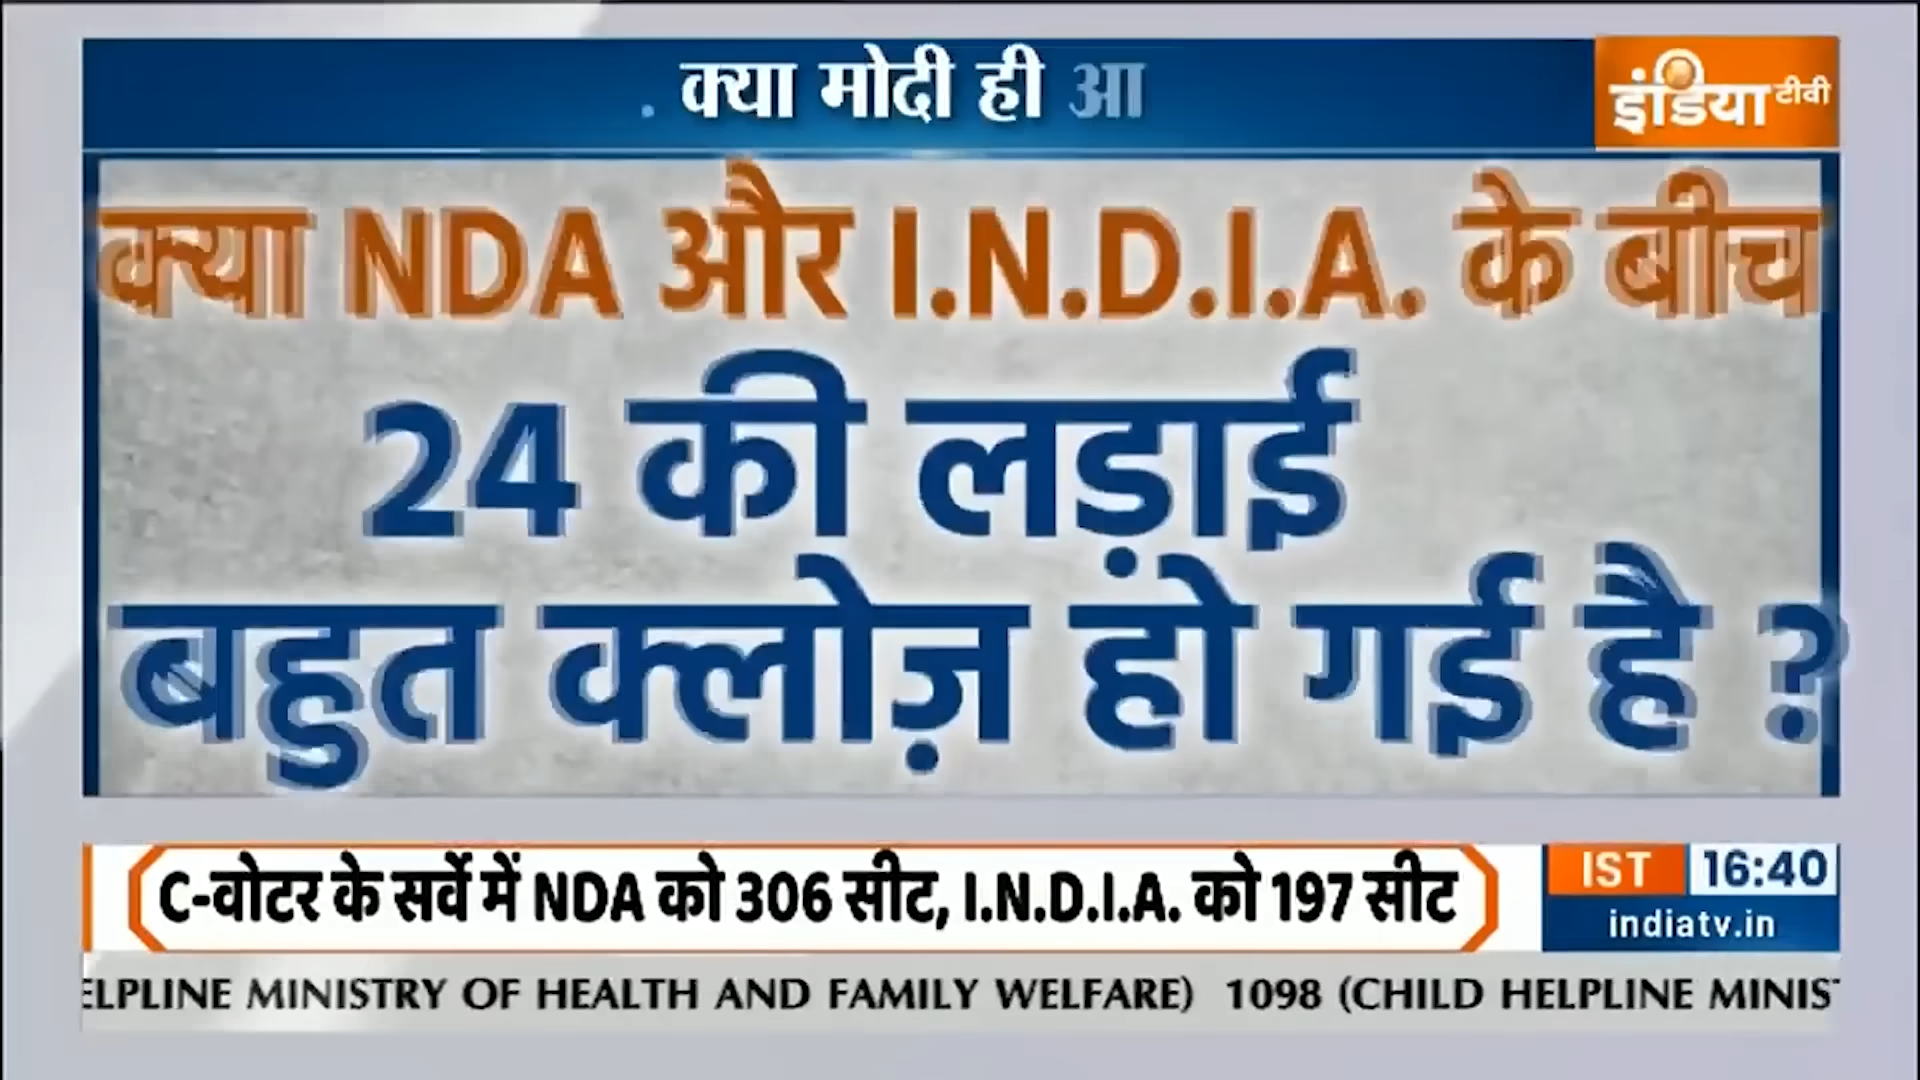 . क्या मोदी ही आ
इंडिया टीवी
क्या NDA और I.N.D.I.A. के बीच
24 की लड़ाई
बहुत क्लोज़ हो गई है ?
C-वोटर के सर्वे में NDA को 306 सीट, I.N.D.I.A. को 197 सीट
IST 16:40
indiatv.in
ELPLINE MINISTRY OF HEALTH AND FAMILY WELFARE) 1098 (CHILD HELPLINE MINIS